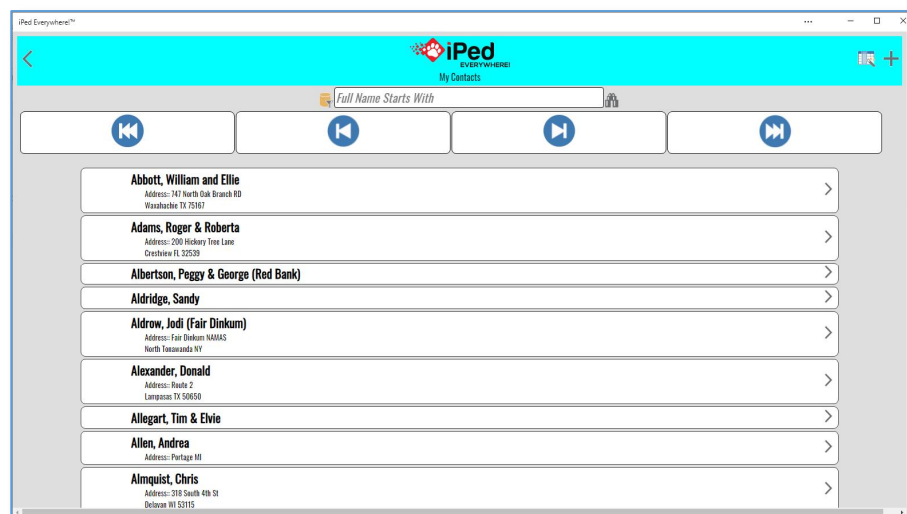 iPed Everywhere!™
iPed
EVERYWHERE!
My Contacts
Full Name Starts With
Abbott, William and Ellie
Address:: 747 North Oak Branch RD
Waxahachie TX 75167
Adams, Roger & Roberta
Address:: 200 Hickory Tree Lane
Crestview FL 32539
Albertson, Peggy & George (Red Bank)
Aldridge, Sandy
Aldrow, Jodi (Fair Dinkum)
Address:: Fair Dinkum NAMAS
North Tonawanda NY
Alexander, Donald
Address:: Route 2
Lampasas TX 50650
Allegart, Tim & Elvie
Allen, Andrea
Address:: Portage MI
Almquist, Chris
Address:: 318 South 4th St
Delavan WI 53115